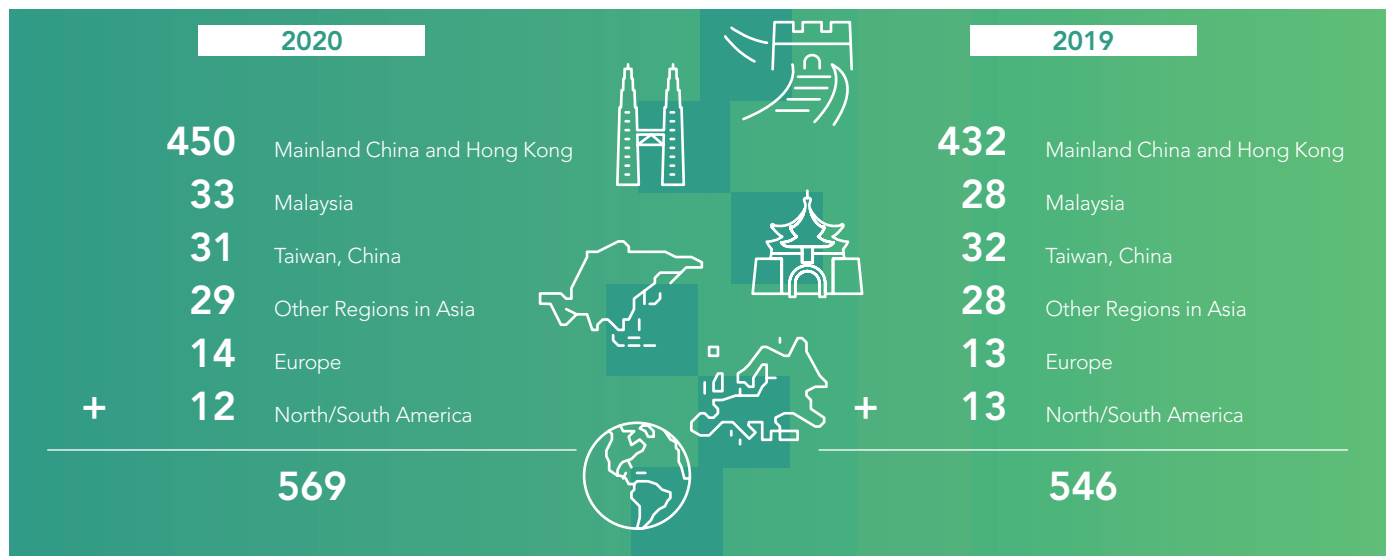 2020
450 Mainland China and Hong Kong
33 Malaysia
31 Taiwan, China
29 Other Regions in Asia
14 Europe
+ 12 North/South America
569
2019
432 Mainland China and Hong Kong
28 Malaysia
32 Taiwan, China
28 Other Regions in Asia
13 Europe
+ 13 North/South America
546